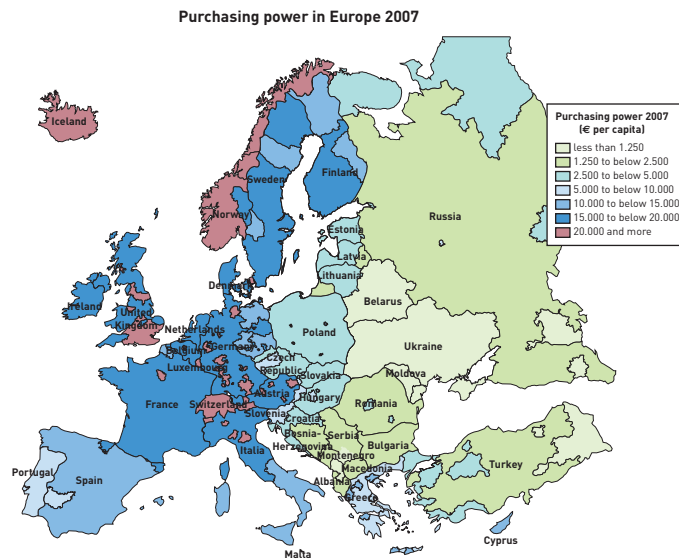 Purchasing power in Europe 2007
Iceland
Purchasing power 2007
(€ per capita)
less than 1.250
1.250 to below 2.500
2.500 to below 5.000
5.000 to below 10.000
10.000 to below 15.000
15.000 to below 20.000
20.000 and more
Finland
Sweden
Norway
Russia
Estonia
Latvia
Lithuania
Denmark
Belarus
Ireland
United
Kingdom
Netherlands
Poland
Germany
Belgium
Ukraine
Czech
Republic
Luxembourg
Slovakia
Moldova
Austria
Hungary
France
Switzerland
Romania
Slovenia
Croatia
Bosnia-
Herzegovina
Serbia
Bulgaria
Italy
Montenegro
Turkey
Portugal
Spain
Macedonia
Albania
Greece
Cyprus
Malta